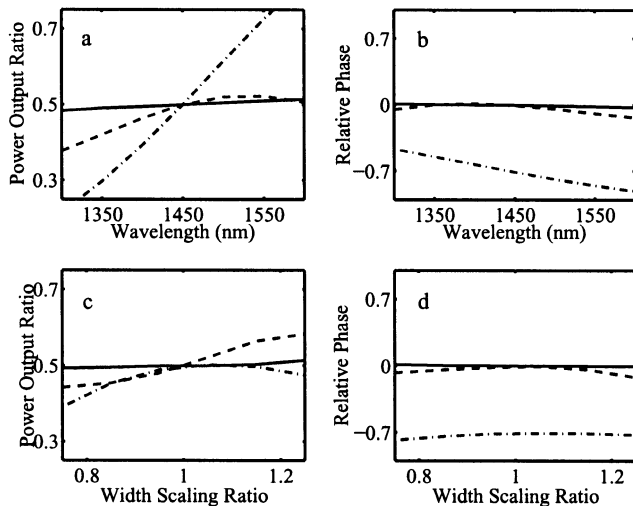 a
Power Output Ratio
0.7
0.5
0.3
1350 1450 1550
Wavelength (nm)
b
Relative Phase
0.7
0
−0.7
1350 1450 1550
Wavelength (nm)
c
Power Output Ratio
0.7
0.5
0.3
0.8 1 1.2
Width Scaling Ratio
d
Relative Phase
0.7
0
−0.7
0.8 1 1.2
Width Scaling Ratio